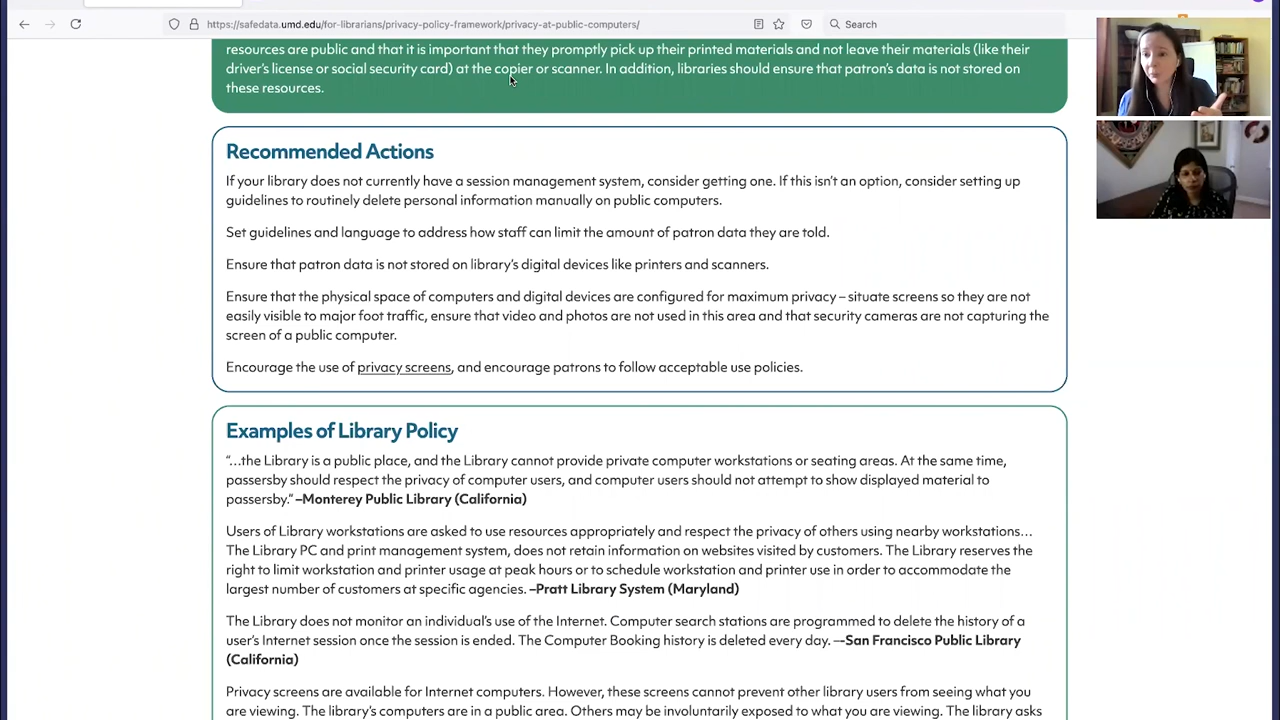 https://safedata.umd.edu/for-librarians/privacy-policy-framework/privacy-at-public-computers/
Search
resources are public and that it is important that they promptly pick up their printed materials and not leave their materials (like their
driver's license or social security card) at the copier or scanner. In addition, libraries should ensure that patron's data is not stored on
these resources.
Recommended Actions
If your library does not currently have a session management system, consider getting one. If this isn't an option, consider setting up
guidelines to routinely delete personal information manually on public computers.
Set guidelines and language to address how staff can limit the amount of patron data they are told.
Ensure that patron data is not stored on library's digital devices like printers and scanners.
Ensure that the physical space of computers and digital devices are configured for maximum privacy – situate screens so they are not
easily visible to major foot traffic, ensure that video and photos are not used in this area and that security cameras are not capturing the
screen of a public computer.
Encourage the use of privacy screens, and encourage patrons to follow acceptable use policies.
Examples of Library Policy
"…the Library is a public place, and the Library cannot provide private computer workstations or seating areas. At the same time,
passersby should respect the privacy of computer users, and computer users should not attempt to show displayed material to
passersby." –Monterey Public Library (California)
Users of Library workstations are asked to use resources appropriately and respect the privacy of others using nearby workstations…
The Library PC and print management system, does not retain information on websites visited by customers. The Library reserves the
right to limit workstation and printer usage at peak hours or to schedule workstation and printer use in order to accommodate the
largest number of customers at specific agencies. –Pratt Library System (Maryland)
The Library does not monitor an individual's use of the Internet. Computer search stations are programmed to delete the history of a
user's Internet session once the session is ended. The Computer Booking history is deleted every day. –-San Francisco Public Library
(California)
Privacy screens are available for Internet computers. However, these screens cannot prevent other library users from seeing what you
are viewing. The library's computers are in a public area. Others may be involuntarily exposed to what you are viewing. The library asks